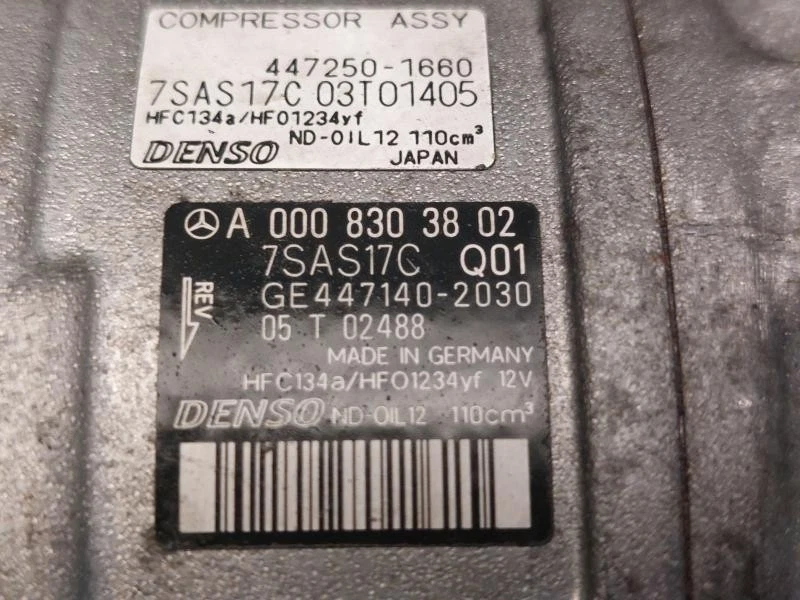 COMPRESSOR ASSY
447250-1660
7SAS17C 03T01405
HFC134a/HFO1234yf
ND-OIL12 110cm³
DENSO JAPAN
A 000 830 38 02
7SAS17C Q01
REV
GE447140-2030
05 T 02488
MADE IN GERMANY
HFC134a/HFO1234yf 12V
DENSO ND-OIL12 110cm³